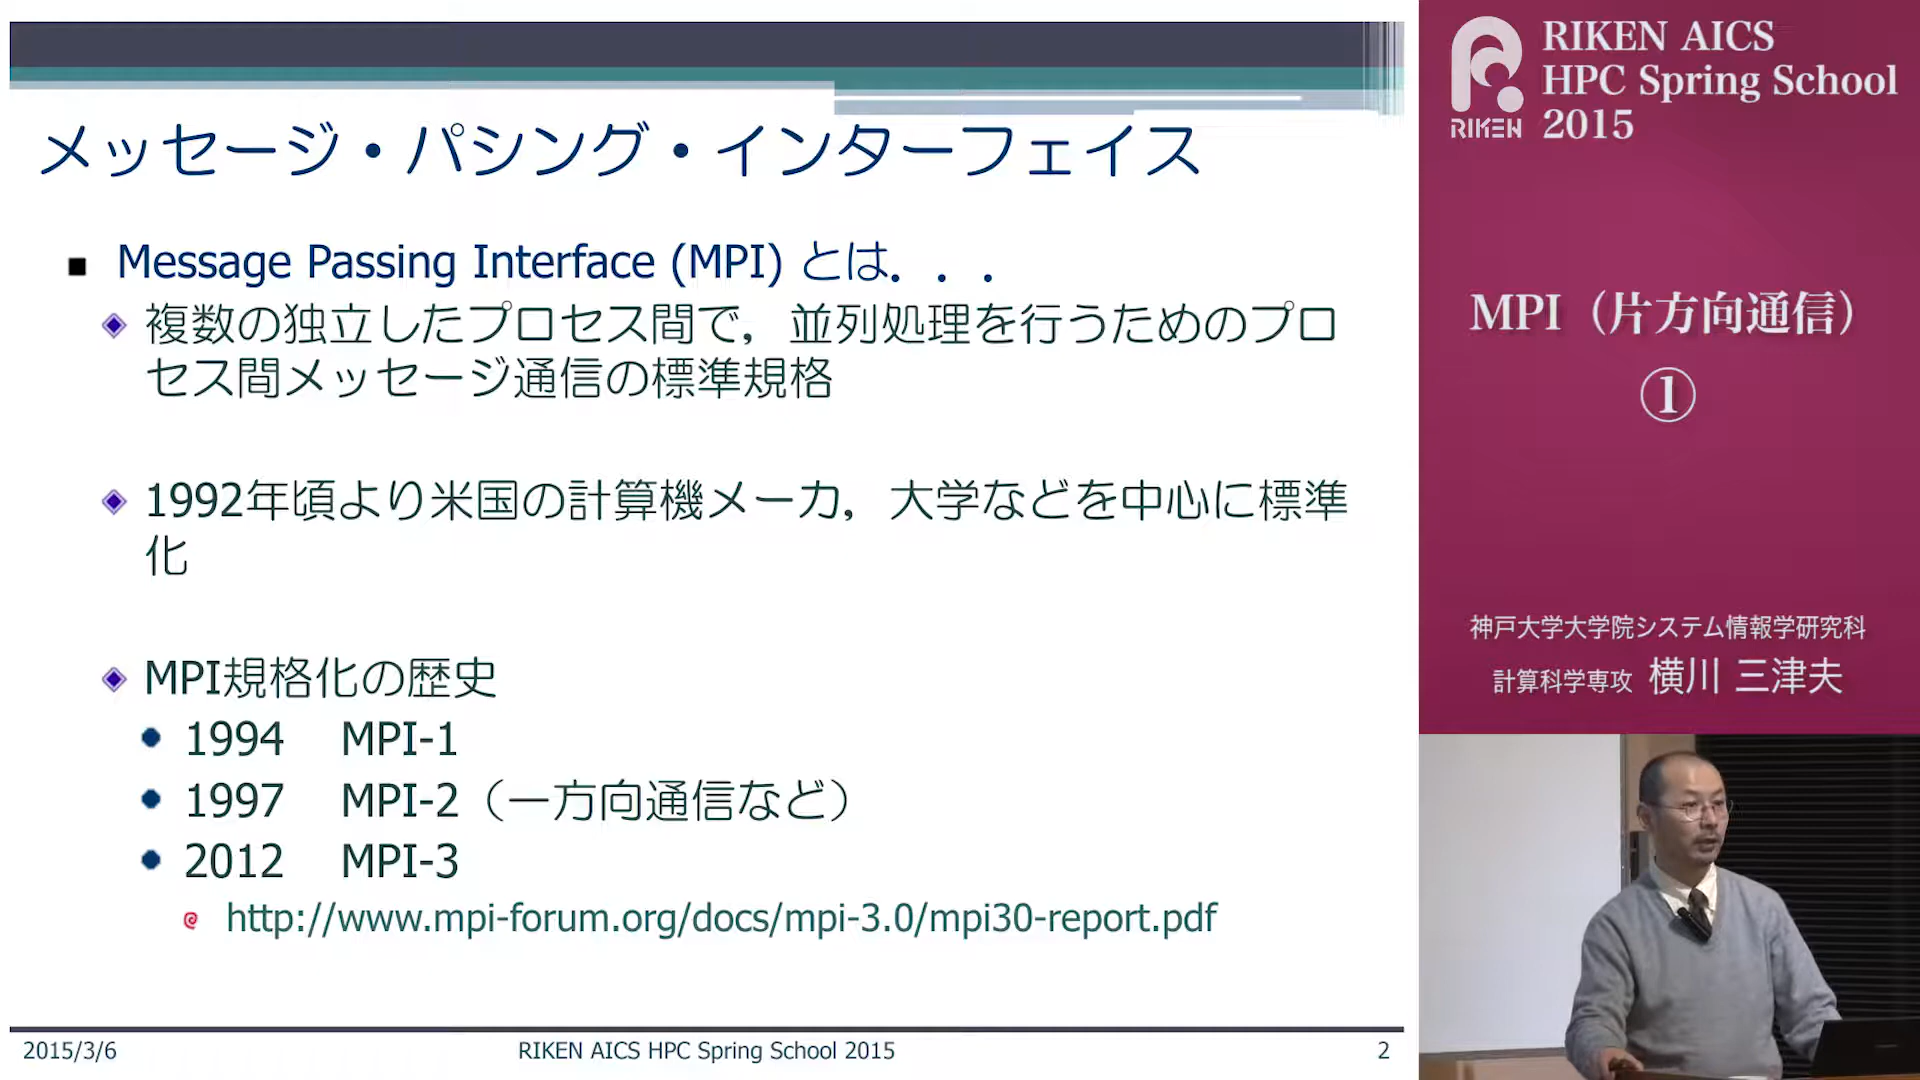 メッセージ・パシング・インターフェイス
Message Passing Interface (MPI) とは．．．
複数の独立したプロセス間で，並列処理を行うためのプロ
セス間メッセージ通信の標準規格
1992年頃より米国の計算機メーカ，大学などを中心に標準
化
MPI規格化の歴史
1994 MPI-1
1997 MPI-2（一方向通信など）
2012 MPI-3
http://www.mpi-forum.org/docs/mpi-3.0/mpi30-report.pdf
2015/3/6
RIKEN AICS HPC Spring School 2015
2
RIKEN
RIKEN AICS
HPC Spring School
2015
MPI（片方向通信）
①
神戸大学大学院システム情報学研究科
計算科学専攻 横川 三津夫